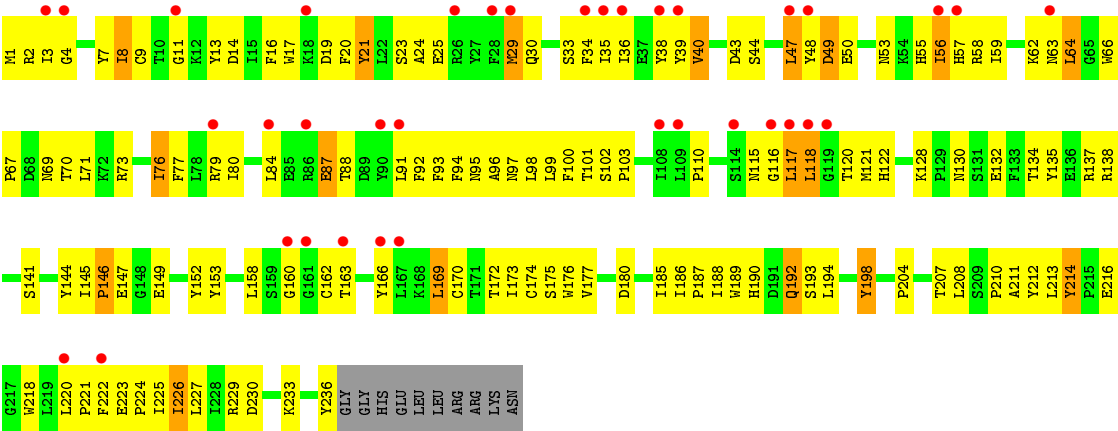 M1 R2 I3 G4 Y7 I8 C9 T10 G11 K12 Y13 D14 I15 F16 W17 K18 D19 F20 Y21 L22 S23 A24 E25 R26 Y27 F28 M29 Q30 S33 F34 I35 I36 E37 Y38 Y39 V40 D43 S44 L47 Y48 D49 E50 N53 K54 H55 I56 H57 R58 I59 K62 N63 L64 G65 W66
P67 D68 N69 T70 L71 K72 R73 I76 F77 L78 R79 I80 L84 E85 R86 E87 T88 D89 Y90 L91 F92 F93 F94 N95 A96 N97 L98 L99 F100 T101 S102 P103 I108 L109 P110 S114 N115 G116 L117 L118 G119 T120 M121 H122 K128 P129 N130 S131 E132 F133 T134 Y135 E136 R137 R138
S141 Y144 I145 P146 E147 G148 E149 Y152 Y153 L158 S159 G160 G161 C162 T163 Y166 L167 K168 L169 C170 T171 T172 I173 C174 S175 W176 V177 D180 I185 I186 P187 I188 W189 H190 D191 Q192 S193 L194 Y198 P204 T207 L208 S209 P210 A211 Y212 L213 Y214 P215 E216
G217 W218 L219 L220 P221 F222 E223 P224 I225 I226 L227 I228 R229 D230 K233 Y236 GLY GLY HIS GLU LEU LEU ARG ARG LYS ASN